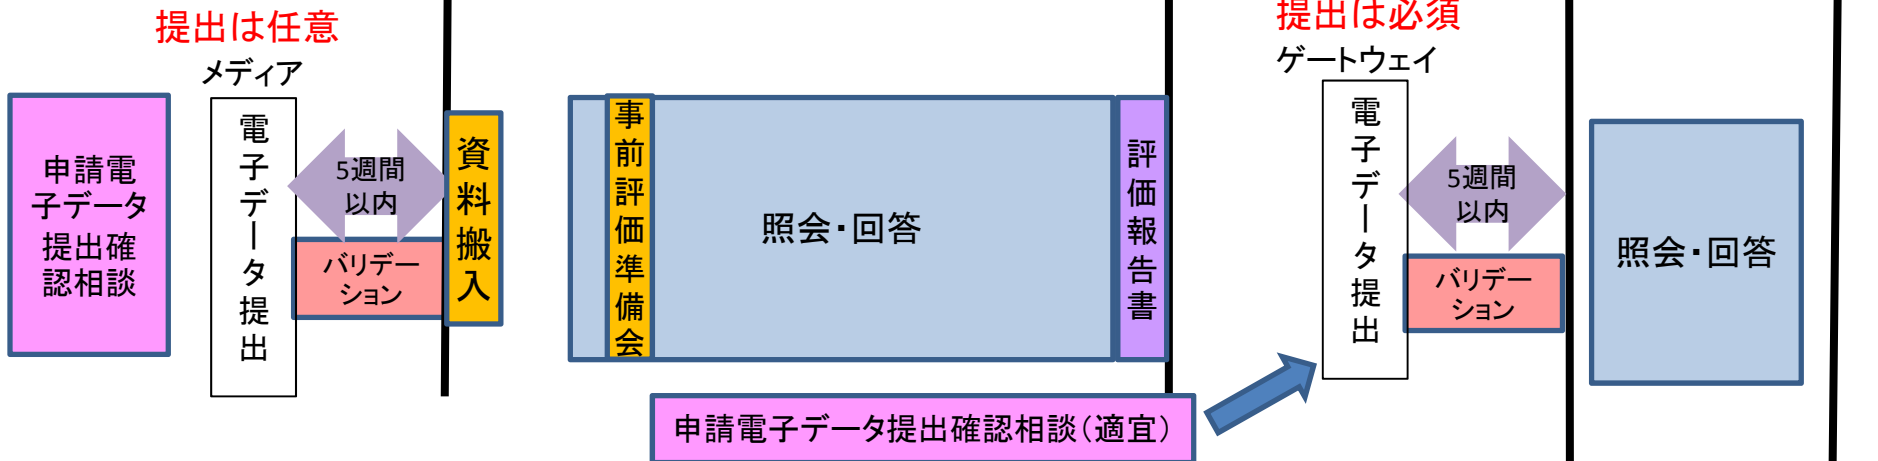 提出は任意
メディア
申請電
子データ
提出確
認相談
電子データ提出
5週間
以内
バリデー
ション
資料搬入
事前評価準備会
照会・回答
評価報告書
申請電子データ提出確認相談（適宜）
提出は必須
ゲートウェイ
電子データ提出
5週間
以内
バリデー
ション
照会・回答